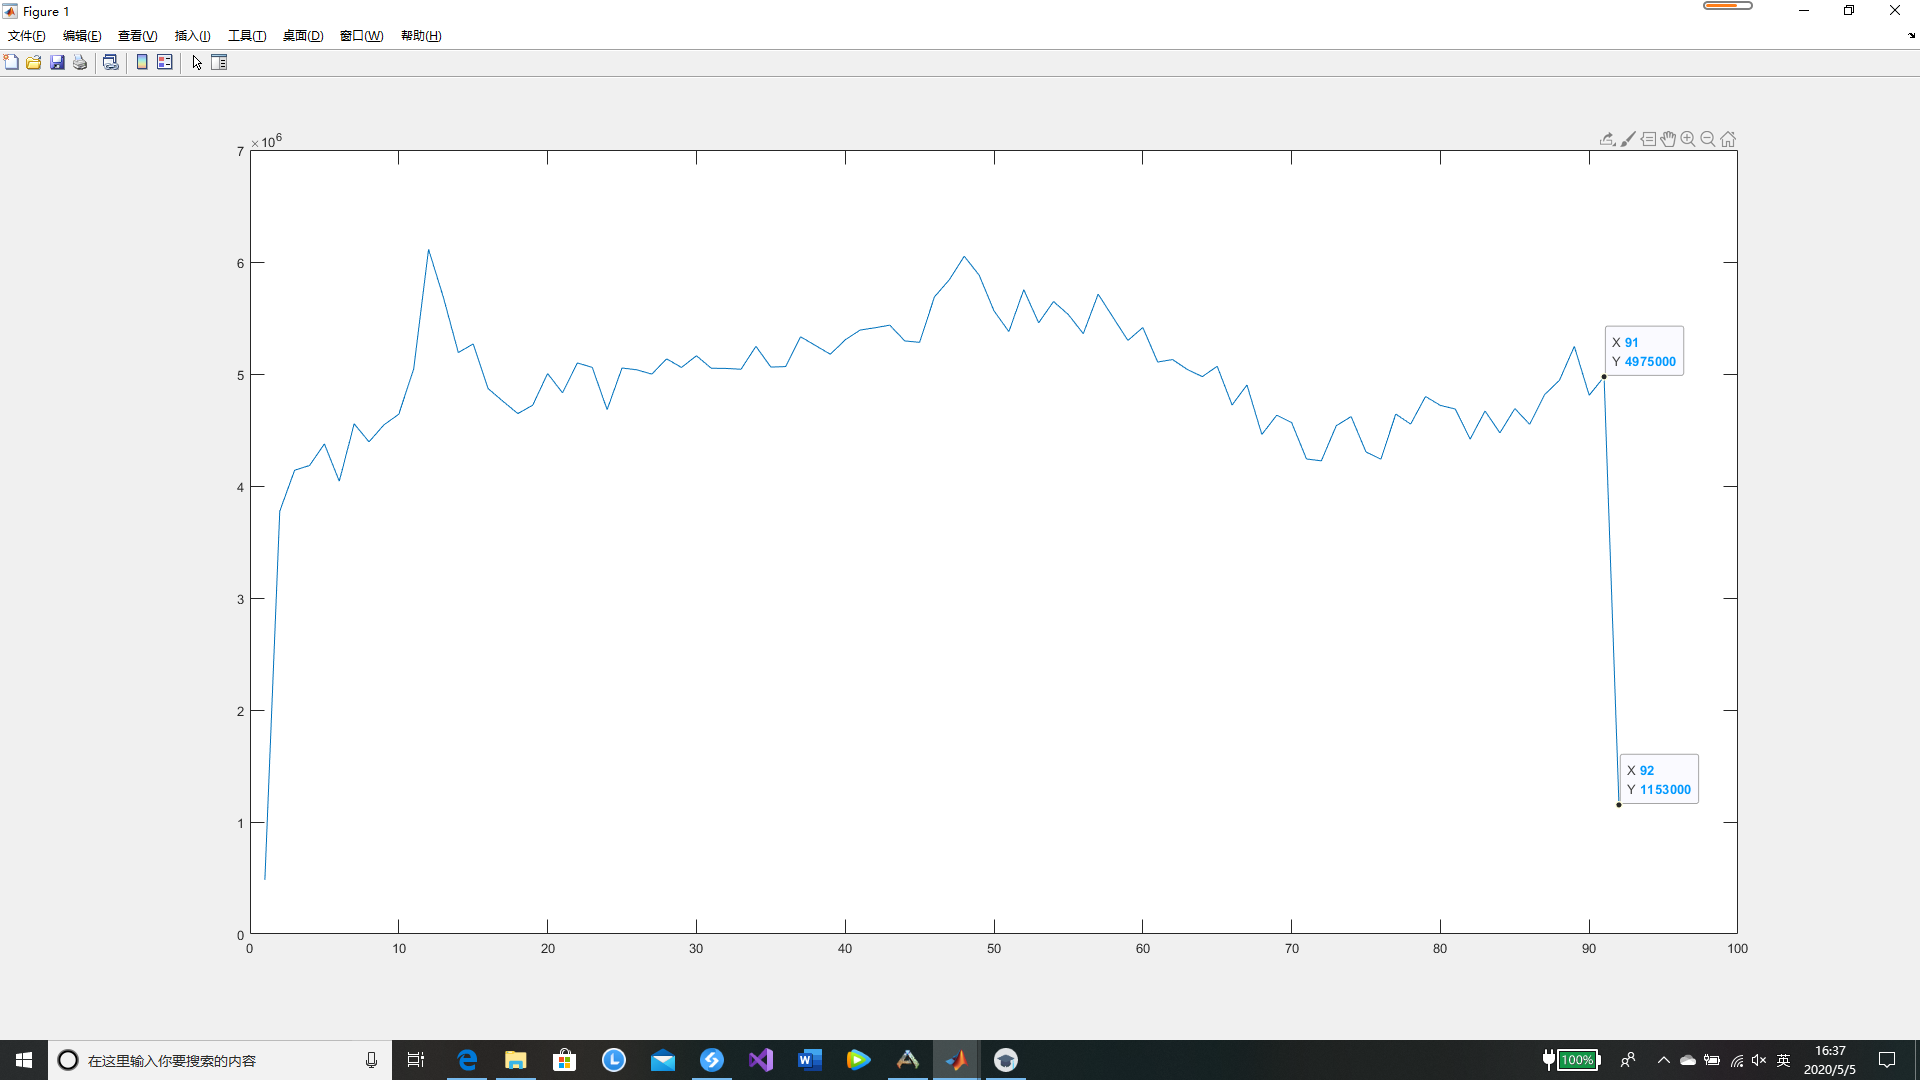 Figure 1
文件(F) 编辑(E) 查看(V) 插入(I) 工具(T) 桌面(D) 窗口(W) 帮助(H)
×10^6
7
6
5
4
3
2
1
0
X 91
Y 4975000
X 92
Y 1153000
0 10 20 30 40 50 60 70 80 90 100
在这里输入你要搜索的内容
100%
英
16:37
2020/5/5